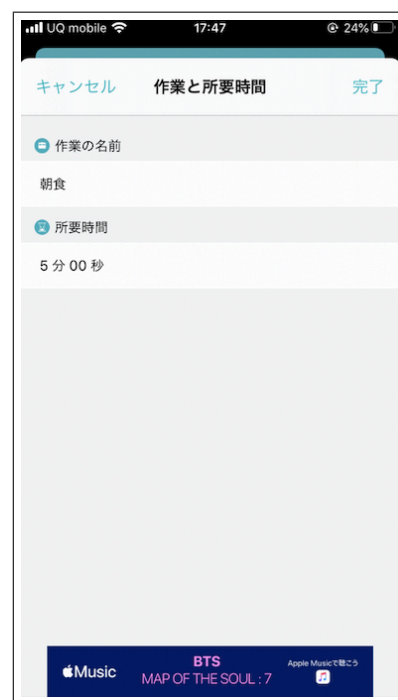 UQ mobile 17:47 24%
キャンセル 作業と所要時間 完了
作業の名前
朝食
所要時間
5 分 00 秒
Music BTS Apple Musicで聴こう
MAP OF THE SOUL : 7